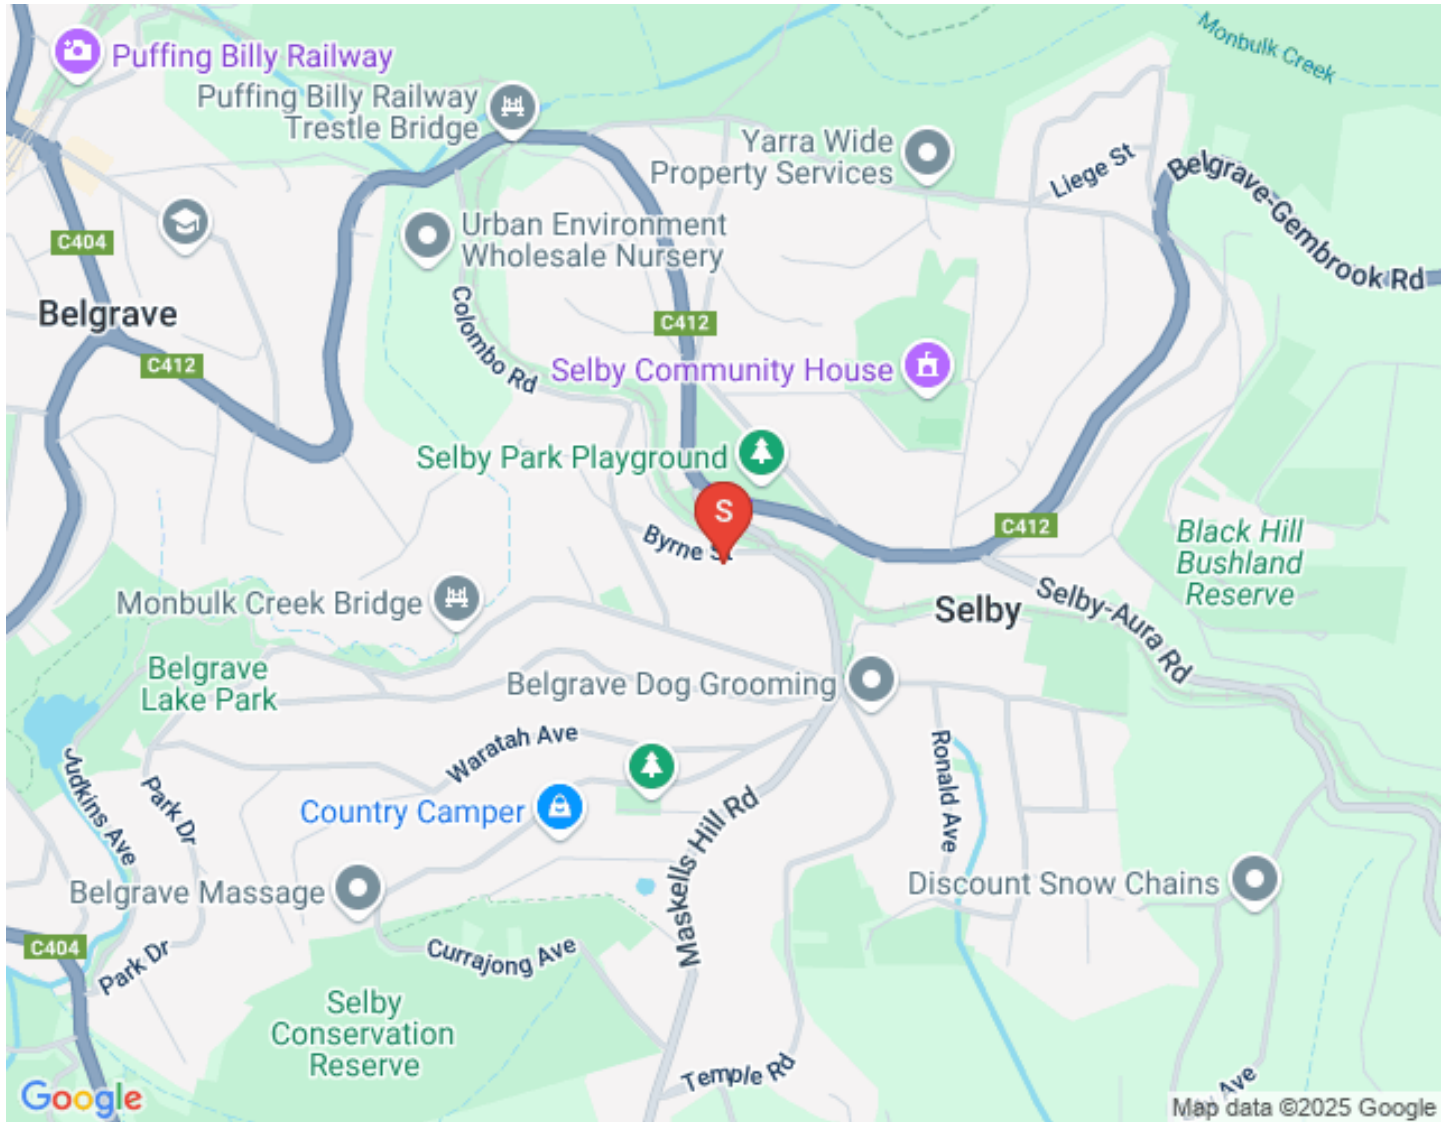 Monbulk Creek
Puffing Billy Railway
Puffing Billy Railway
Trestle Bridge
Yarra Wide
Property Services
Liege St
Belgrave-Gembrook Rd
Urban Environment
Wholesale Nursery
C404
Belgrave
C412
Colombo Rd
C412
Selby Community House
Selby Park Playground
S
Byrne St
C412
Black Hill
Bushland
Reserve
Monbulk Creek Bridge
Selby
Selby-Aura Rd
Belgrave
Lake Park
Belgrave Dog Grooming
Waratah Ave
Ronald Ave
Judkins Ave
Park Dr
Country Camper
Maskells Hill Rd
Belgrave Massage
Discount Snow Chains
C404
Park Dr
Currajong Ave
Selby
Conservation
Reserve
Temple Rd
Ave
Google
Map data ©2025 Google